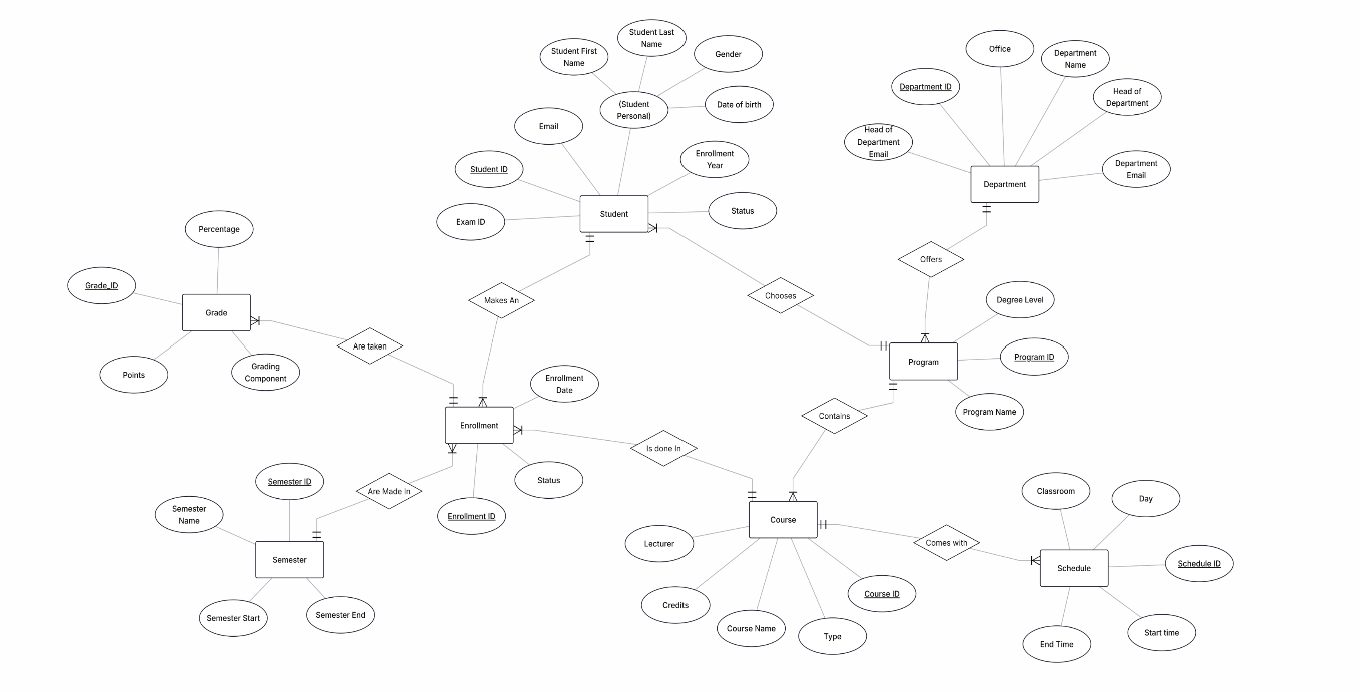 Student Last
Name
Student First
Name
Gender
(Student
Personal)
Date of birth
Email
Enrollment
Year
Student ID
Status
Exam ID
Student
Office
Department
Name
Department ID
Head of
Department
Head of
Department
Email
Department
Email
Department
Percentage
Grade_ID
Grade
Points
Grading
Component
Makes An
Chooses
Offers
Are taken
Degree Level
Program ID
Program
Program Name
Enrollment
Date
Enrollment
Is done In
Contains
Status
Enrollment ID
Are Made In
Semester ID
Semester
Name
Semester
Semester Start
Semester End
Course
Lecturer
Credits
Course Name
Type
Course ID
Comes with
Classroom
Day
Schedule ID
Schedule
Start time
End Time